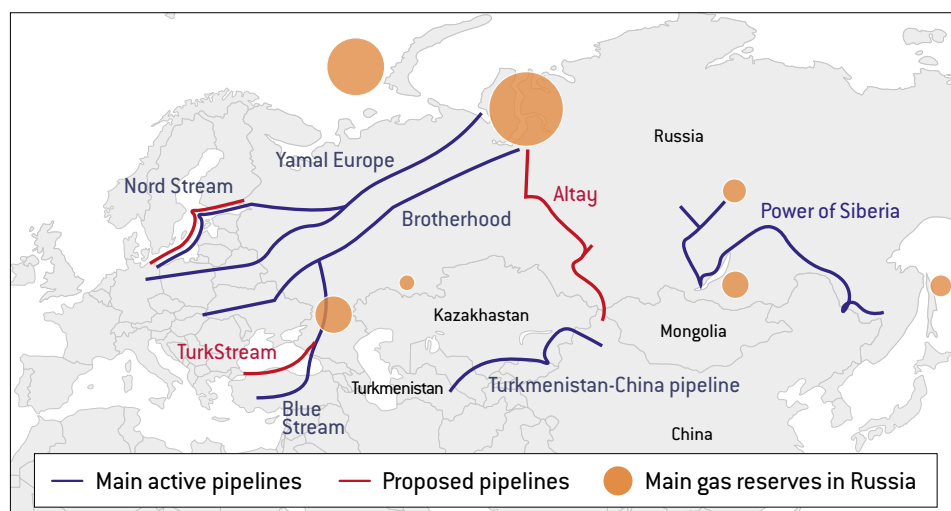 Russia
Yamal Europe
Nord Stream
Altay
Power of Siberia
Brotherhood
Kazakhastan
Mongolia
TurkStream
Turkmenistan
Turkmenistan-China pipeline
Blue
Stream
China
Main active pipelines
Proposed pipelines
Main gas reserves in Russia